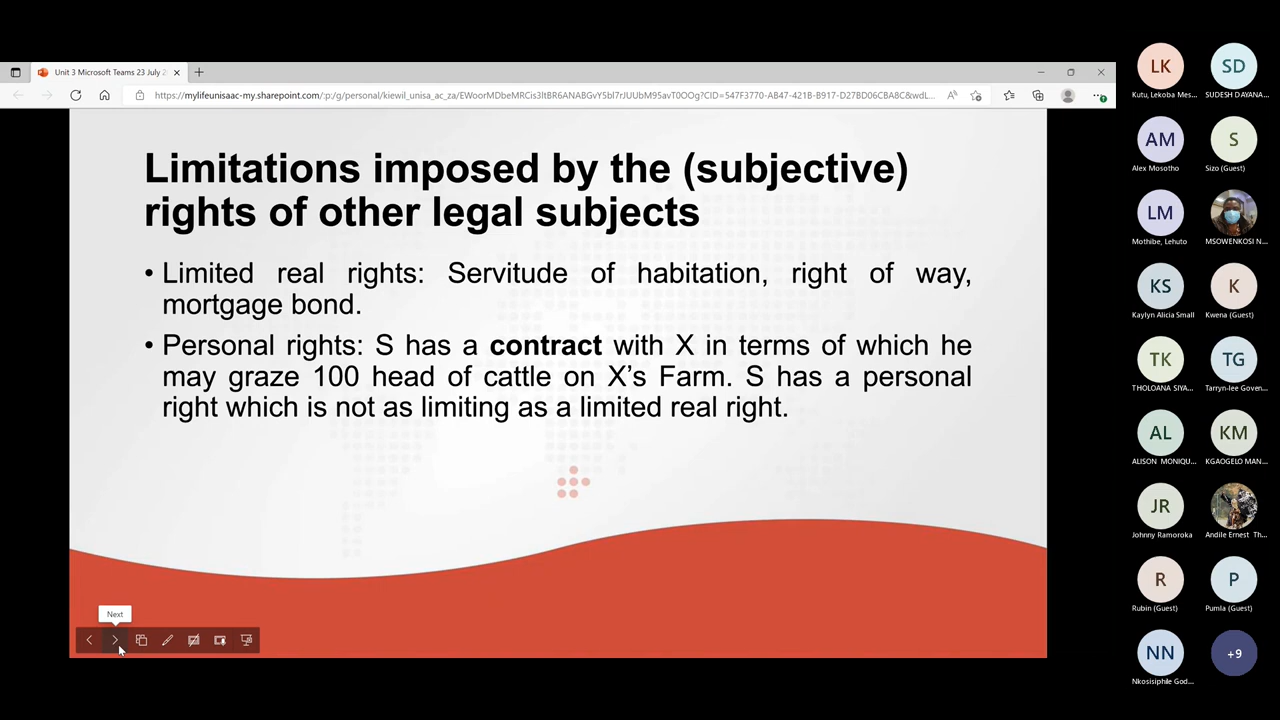 Unit 3 Microsoft Teams 23 July 2
https://mylifeunisaac-my.sharepoint.com/:p:/g/personal/kiewil_unisa_ac_za/EWoorMDbeMRCis3ltBR6ANABGvY5bl7rJUUbM95avT0OOg?CID=547F3770-AB47-421B-B917-D27BD06CBA8C&wdL...
Limitations imposed by the (subjective)
rights of other legal subjects
• Limited real rights: Servitude of habitation, right of way,
mortgage bond.
• Personal rights: S has a contract with X in terms of which he
may graze 100 head of cattle on X's Farm. S has a personal
right which is not as limiting as a limited real right.
Next
LK
Kutu, Lekoba Mes...
SD
SUDESH DAYANA...
AM
Alex Mosotho
S
Sizo (Guest)
LM
Mothibe, Lehuto
MSOWENKOSI N...
KS
Kaylyn Alicia Small
K
Kwena (Guest)
TK
THOLOANA SIYA...
TG
Tarryn-lee Goven...
AL
ALISON MONIQU...
KM
KGAOGELO MAN...
JR
Johnny Ramoroka
Andile Ernest Th...
R
Rubin (Guest)
P
Pumla (Guest)
NN
Nkosisiphile God...
+9